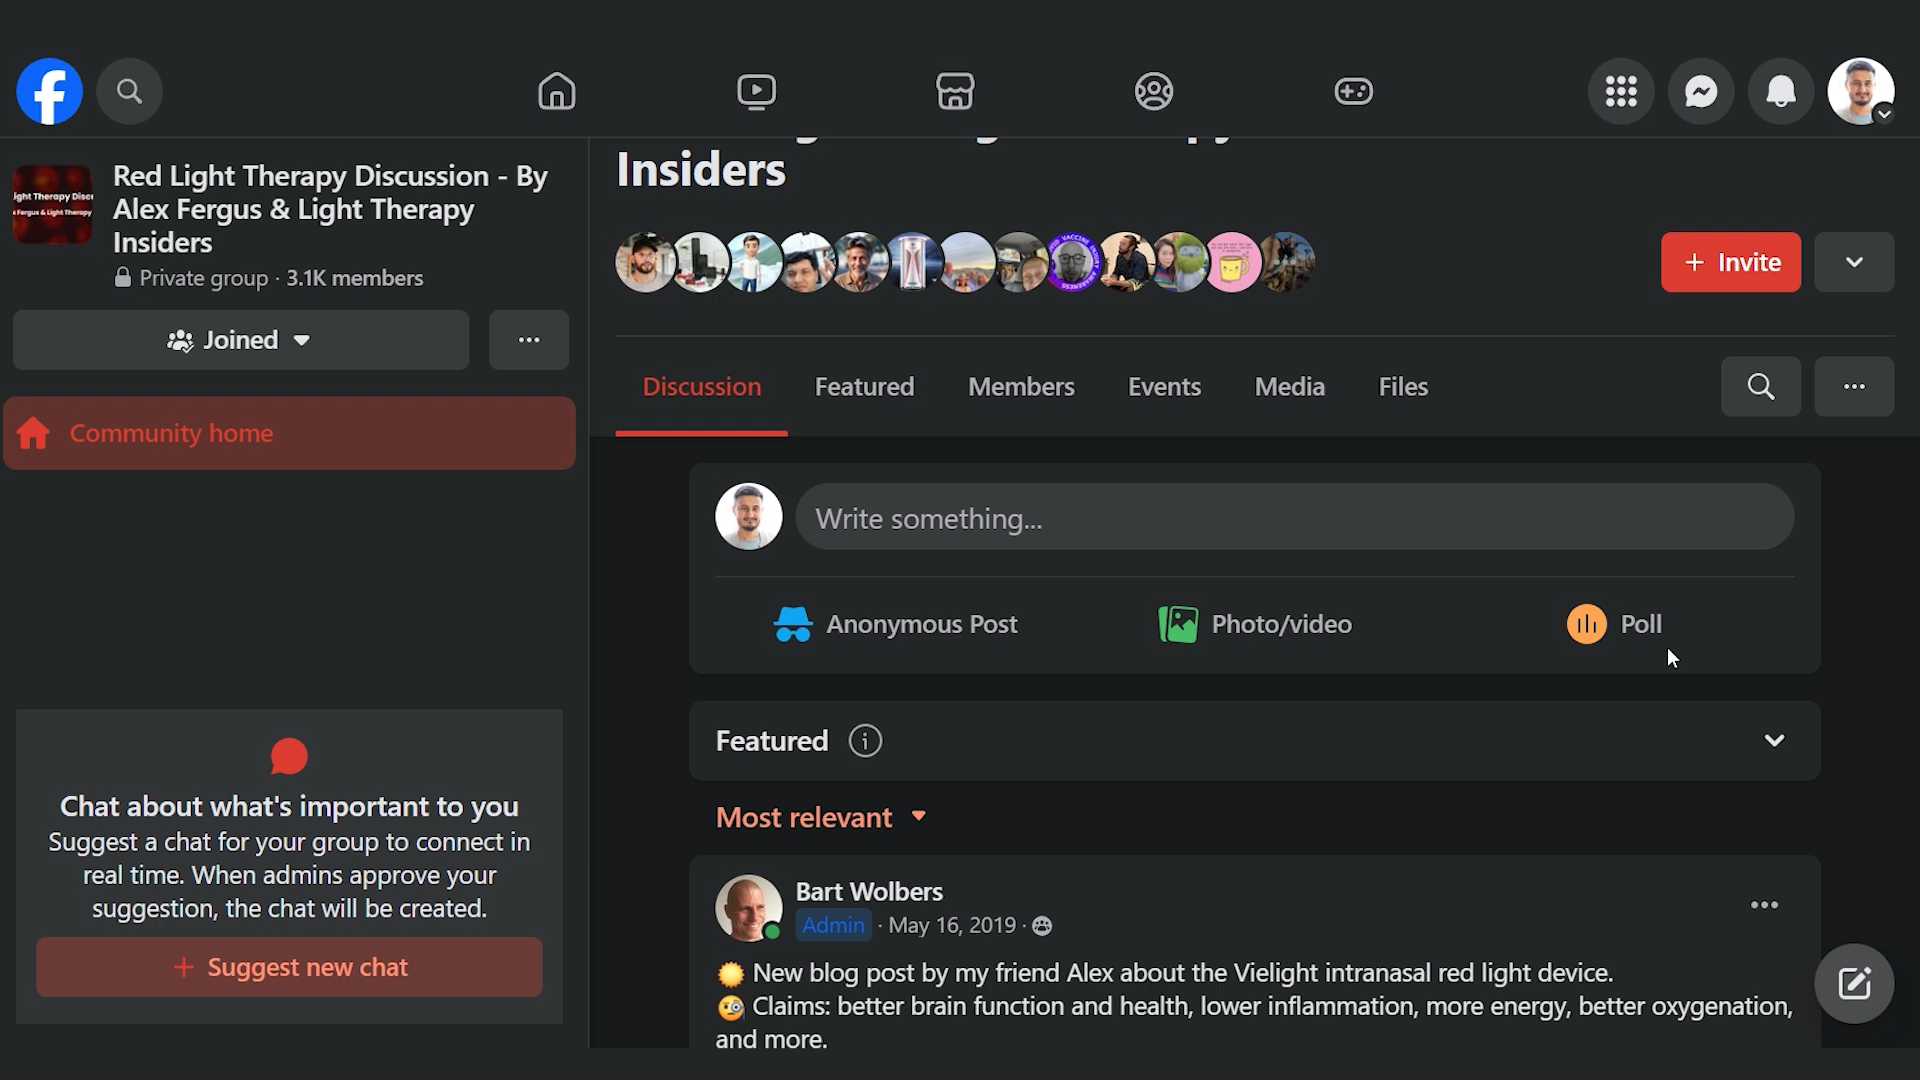 Red Light Therapy Discussion - By
Alex Fergus & Light Therapy
Insiders
Private group · 3.1K members
Joined
Community home
Chat about what's important to you
Suggest a chat for your group to connect in
real time. When admins approve your
suggestion, the chat will be created.
+ Suggest new chat
Insiders
+ Invite
Discussion
Featured
Members
Events
Media
Files
Write something...
Anonymous Post
Photo/video
Poll
Featured
Most relevant
Bart Wolbers
Admin · May 16, 2019 ·
🌞 New blog post by my friend Alex about the Vielight intranasal red light device.
🧐 Claims: better brain function and health, lower inflammation, more energy, better oxygenation,
and more.